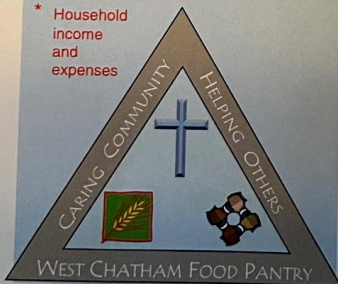 * Household
income
and
expenses
CARING COMMUNITY
HELPING OTHERS
WEST CHATHAM FOOD PANTRY